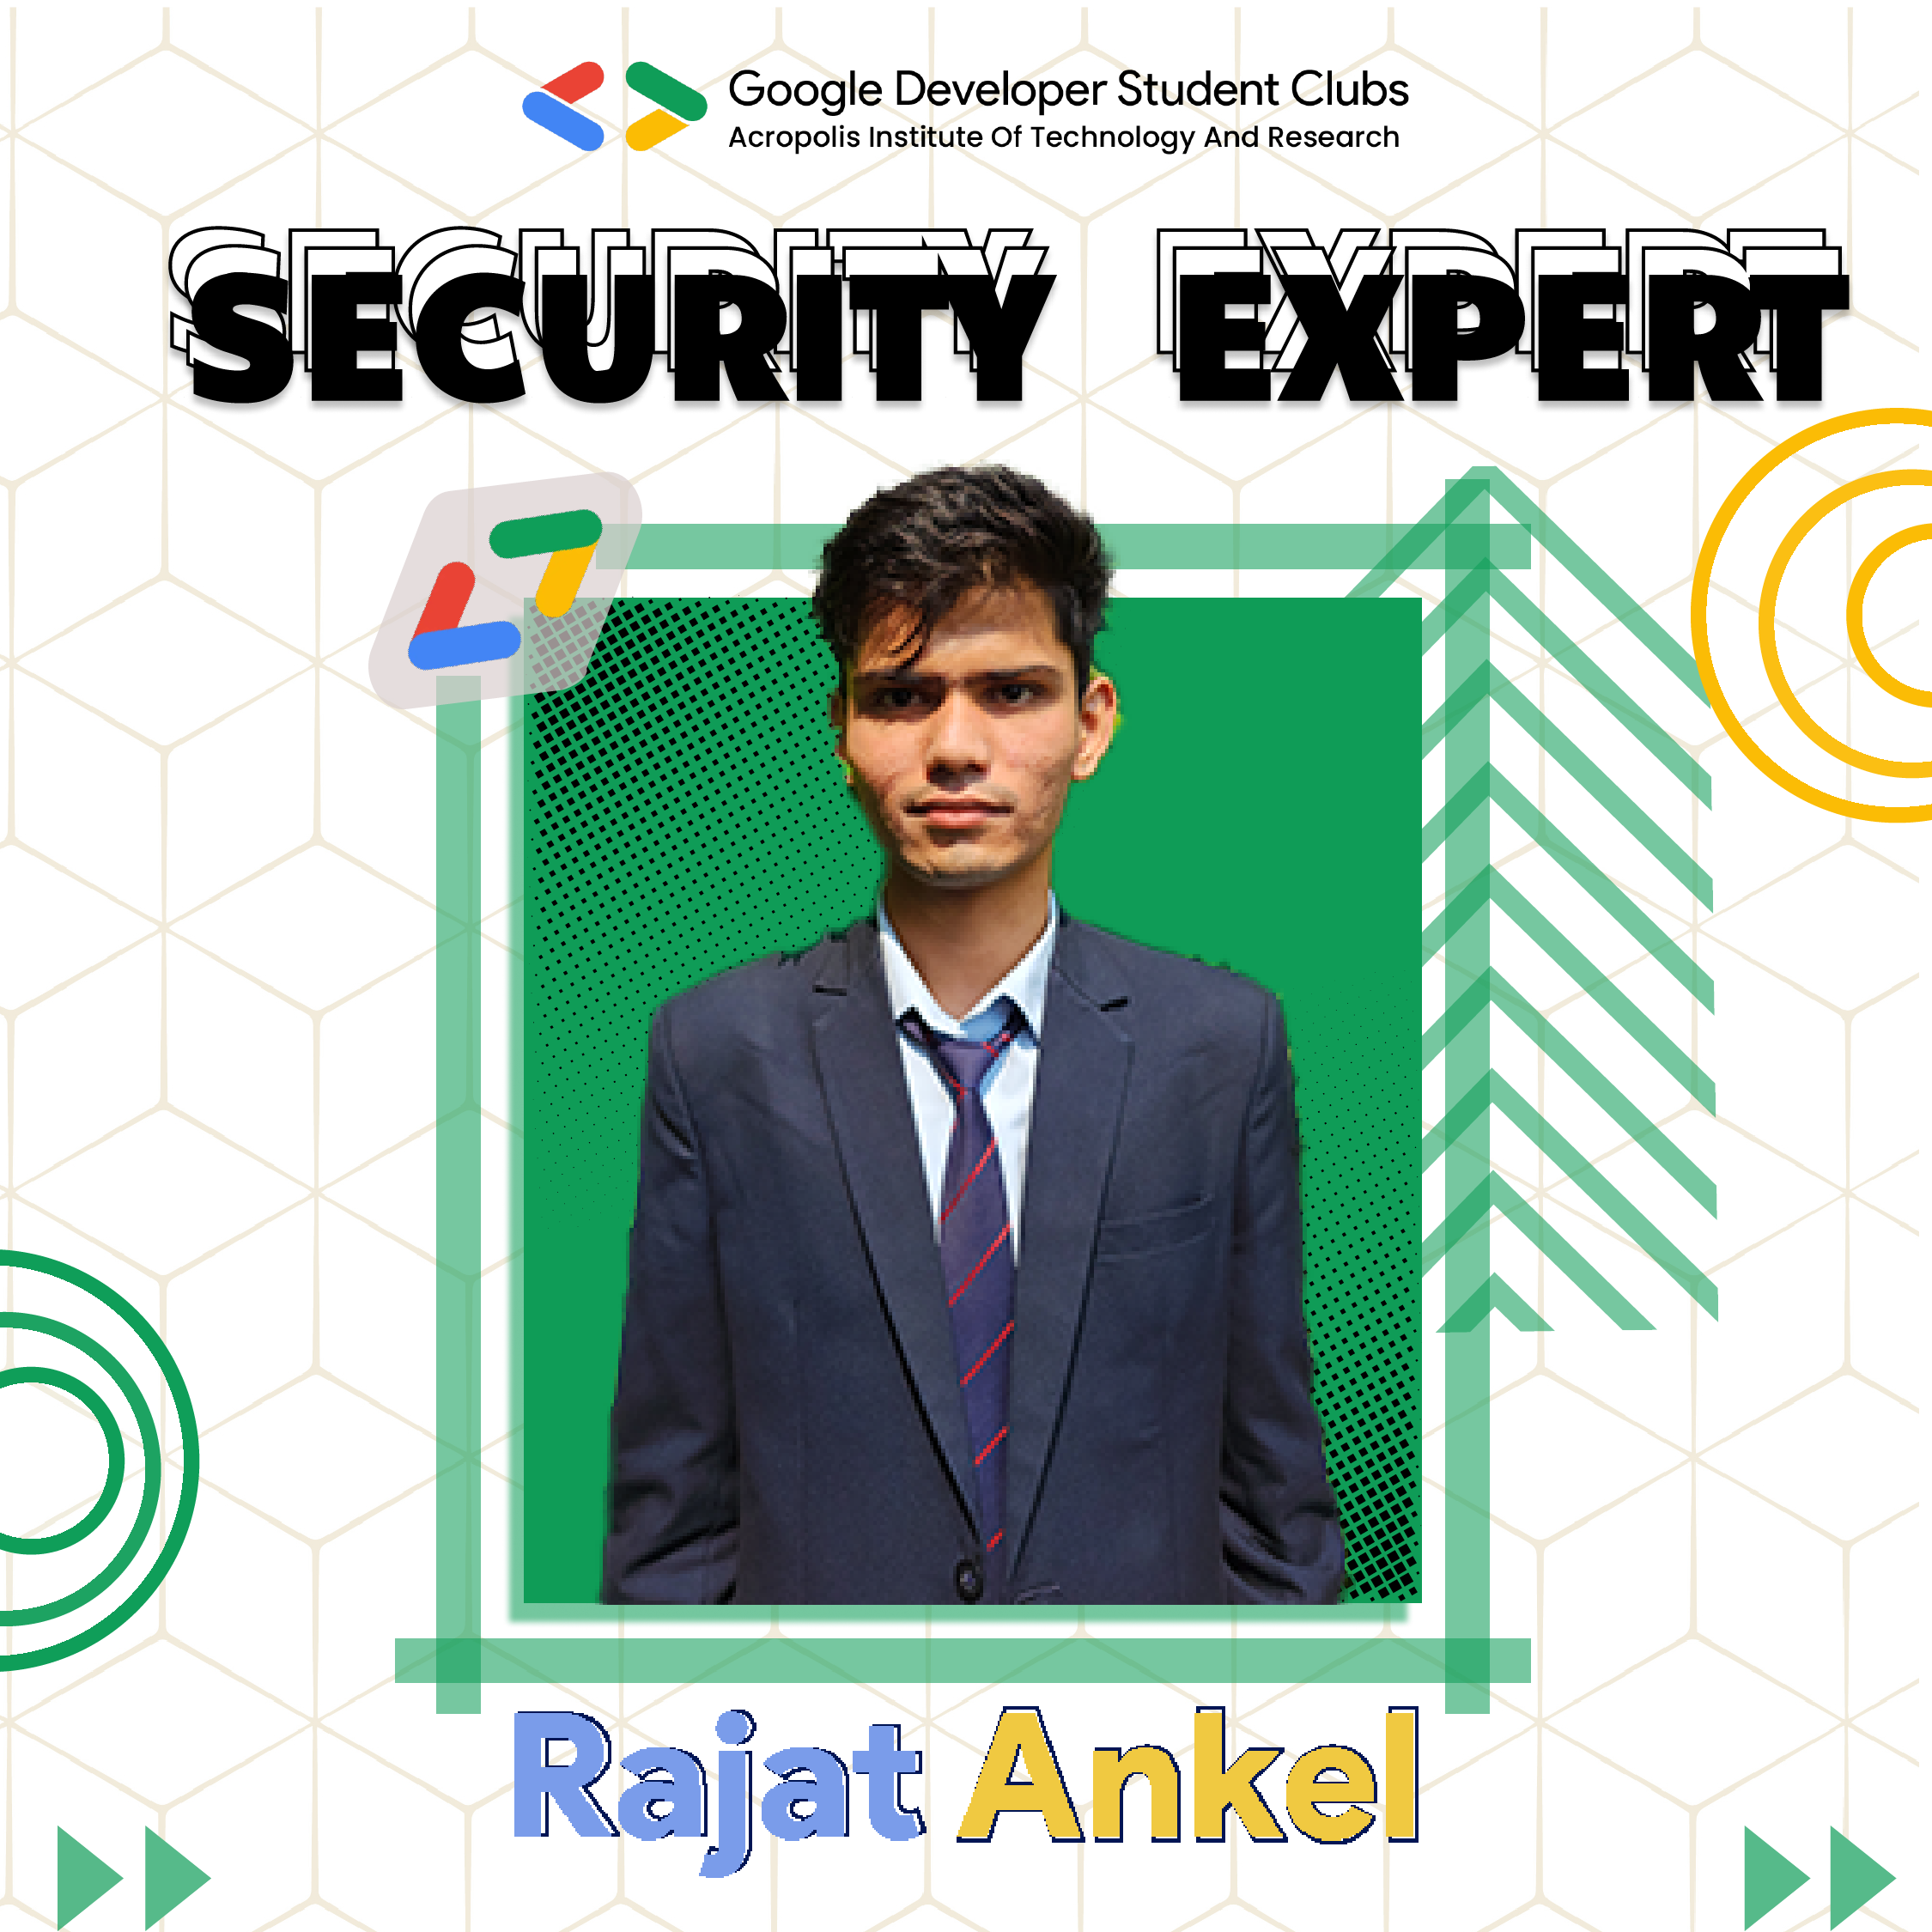 Google Developer Student Clubs
Acropolis Institute Of Technology And Research
SECURITY EXPERT
Rajat Ankel